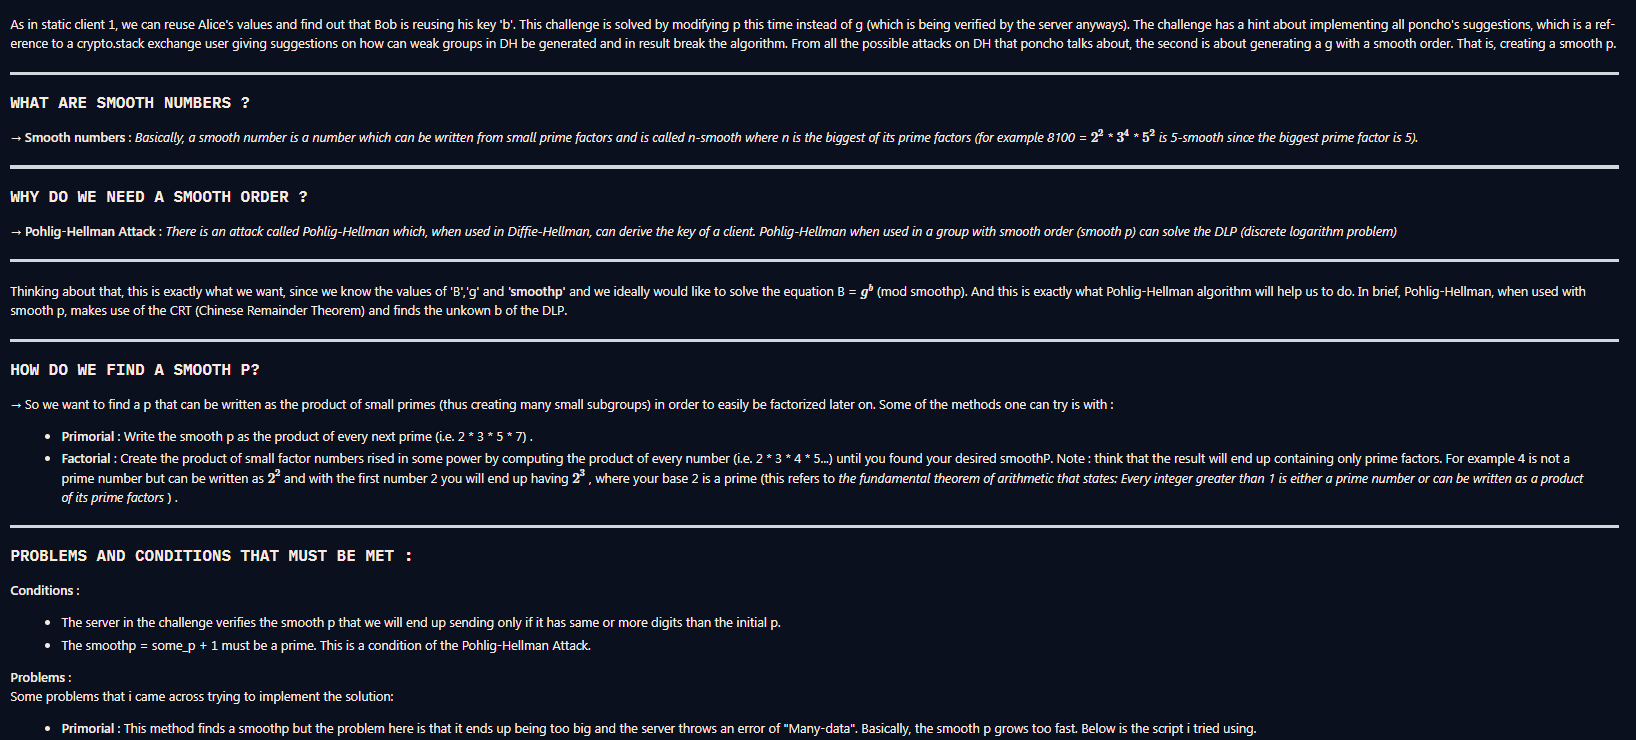 As in static client 1, we can reuse Alice's values and find out that Bob is reusing his key 'b'. This challenge is solved by modifying p this time instead of g (which is being verified by the server anyways). The challenge has a hint about implementing all poncho's suggestions, which is a ref-
erence to a crypto.stack exchange user giving suggestions on how can weak groups in DH be generated and in result break the algorithm. From all the possible attacks on DH that poncho talks about, the second is about generating a g with a smooth order. That is, creating a smooth p.
WHAT ARE SMOOTH NUMBERS ?
→ Smooth numbers : Basically, a smooth number is a number which can be written from small prime factors and is called n-smooth where n is the biggest of its prime factors (for example 8100 = 2² * 3⁴ * 5² is 5-smooth since the biggest prime factor is 5).
WHY DO WE NEED A SMOOTH ORDER ?
→ Pohlig-Hellman Attack : There is an attack called Pohlig-Hellman which, when used in Diffie-Hellman, can derive the key of a client. Pohlig-Hellman when used in a group with smooth order (smooth p) can solve the DLP (discrete logarithm problem)
Thinking about that, this is exactly what we want, since we know the values of 'B','g' and 'smoothp' and we ideally would like to solve the equation B = gᵇ (mod smoothp). And this is exactly what Pohlig-Hellman algorithm will help us to do. In brief, Pohlig-Hellman, when used with
smooth p, makes use of the CRT (Chinese Remainder Theorem) and finds the unkown b of the DLP.
HOW DO WE FIND A SMOOTH P?
→ So we want to find a p that can be written as the product of small primes (thus creating many small subgroups) in order to easily be factorized later on. Some of the methods one can try is with :
• Primorial : Write the smooth p as the product of every next prime (i.e. 2 * 3 * 5 * 7) .
• Factorial : Create the product of small factor numbers rised in some power by computing the product of every number (i.e. 2 * 3 * 4 * 5...) until you found your desired smoothP. Note : think that the result will end up containing only prime factors. For example 4 is not a
prime number but can be written as 2² and with the first number 2 you will end up having 2³ , where your base 2 is a prime (this refers to the fundamental theorem of arithmetic that states: Every integer greater than 1 is either a prime number or can be written as a product
of its prime factors ) .
PROBLEMS AND CONDITIONS THAT MUST BE MET :
Conditions :
• The server in the challenge verifies the smooth p that we will end up sending only if it has same or more digits than the initial p.
• The smoothp = some_p + 1 must be a prime. This is a condition of the Pohlig-Hellman Attack.
Problems :
Some problems that i came across trying to implement the solution:
• Primorial : This method finds a smoothp but the problem here is that it ends up being too big and the server throws an error of "Many-data". Basically, the smooth p grows too fast. Below is the script i tried using.